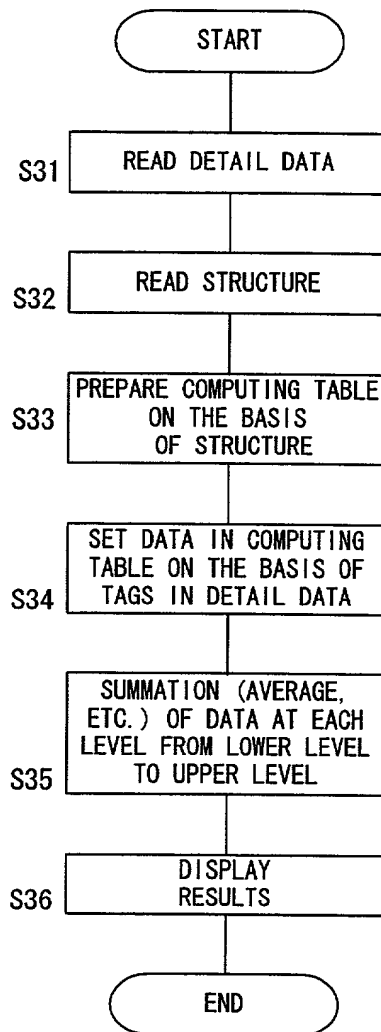 START
S31
READ DETAIL DATA
S32
READ STRUCTURE
S33
PREPARE COMPUTING TABLE
ON THE BASIS
OF STRUCTURE
S34
SET DATA IN COMPUTING
TABLE ON THE BASIS OF
TAGS IN DETAIL DATA
S35
SUMMATION (AVERAGE,
ETC.) OF DATA AT EACH
LEVEL FROM LOWER LEVEL
TO UPPER LEVEL
S36
DISPLAY
RESULTS
END